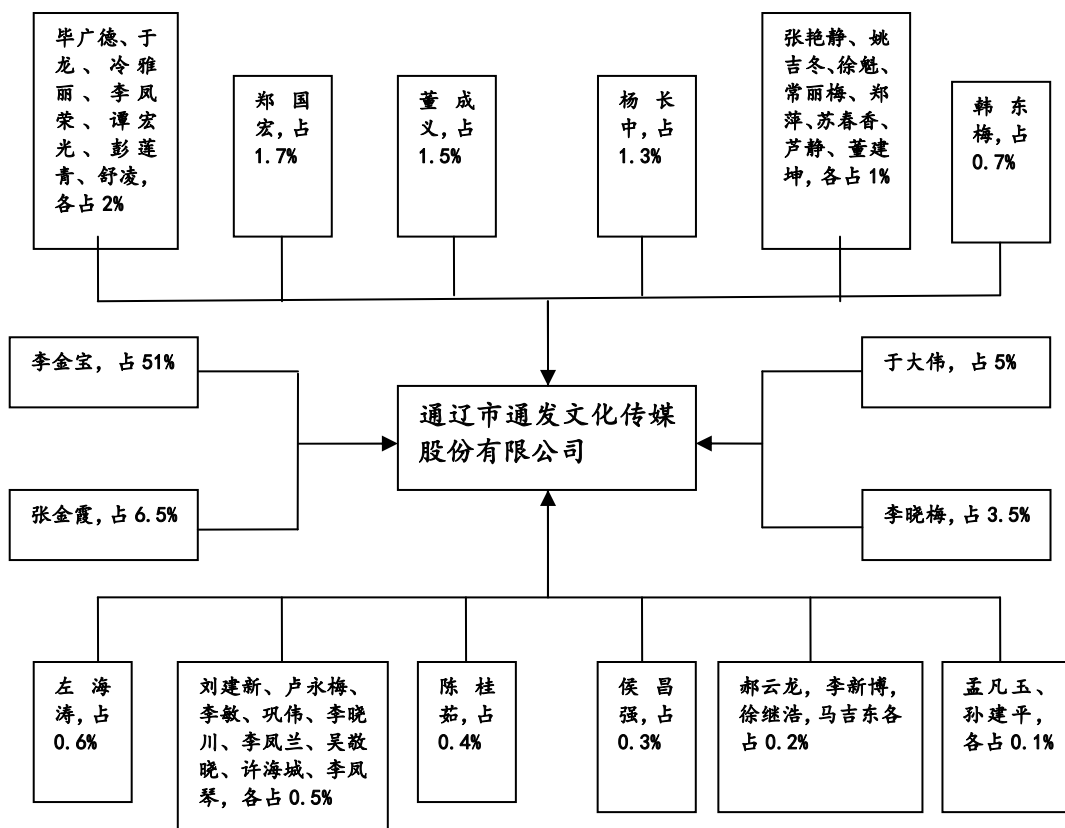 毕广德、于
龙、冷雅
丽、李凤
荣、谭宏
光、彭莲
青、舒凌,
各占 2%
郑国
宏,占
1.7%
董成
义,占
1.5%
杨长
中,占
1.3%
张艳静、姚
吉冬、徐魁、
常丽梅、郑
萍、苏春香、
芦静、董建
坤,各占 1%
韩东
梅,占
0.7%
李金宝,占 51%
于大伟,占 5%
通辽市通发文化传媒
股份有限公司
张金霞,占 6.5%
李晓梅,占 3.5%
左海
涛,占
0.6%
刘建新、卢永梅、
李敏、巩伟、李晓
川、李凤兰、吴敬
晓、许海城、李凤
琴,各占 0.5%
陈桂
茹,占
0.4%
侯昌
强,占
0.3%
郝云龙,李新博,
徐继浩,马吉东各
占 0.2%
孟凡玉、
孙建平,
各占 0.1%